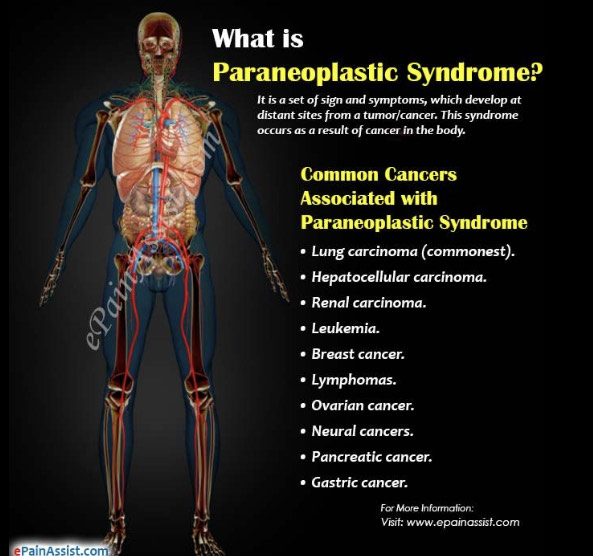 What is
Paraneoplastic Syndrome?
It is a set of sign and symptoms, which develop at
distant sites from a tumor/cancer. This syndrome
occurs as a result of cancer in the body.
Common Cancers
Associated with
Paraneoplastic Syndrome
• Lung carcinoma (commonest).
• Hepatocellular carcinoma.
• Renal carcinoma.
• Leukemia.
• Breast cancer.
• Lymphomas.
• Ovarian cancer.
• Neural cancers.
• Pancreatic cancer.
• Gastric cancer.
For More Information:
Visit: www.epainassist.com
ePainAssist.com
ePainAssist.com